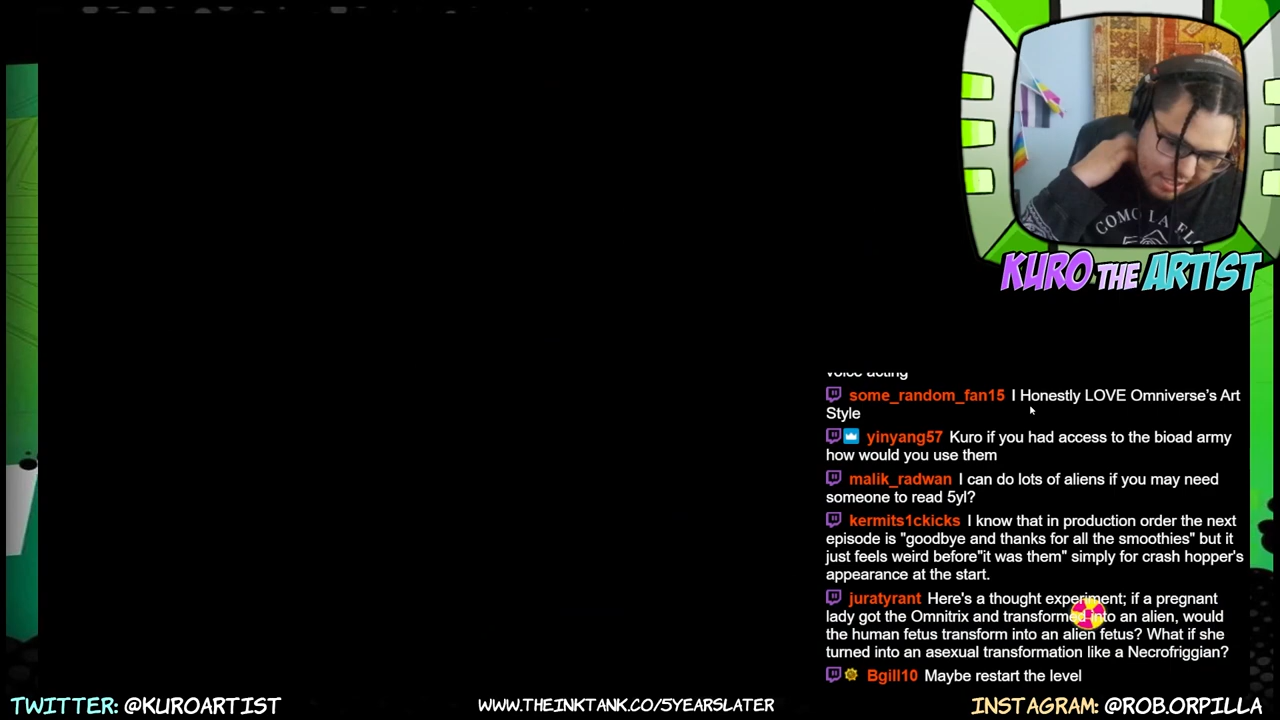 COMO LA FLO
KURO THE ARTIST
voice acting
some_random_fan15 I Honestly LOVE Omniverse's Art
Style
yinyang57 Kuro if you had access to the bioad army
how would you use them
malik_radwan I can do lots of aliens if you may need
someone to read 5yl?
kermits1ckicks I know that in production order the next
episode is "goodbye and thanks for all the smoothies" but it
just feels weird before"it was them" simply for crash hopper's
appearance at the start.
juratyrant Here's a thought experiment; if a pregnant
lady got the Omnitrix and transformed into an alien, would
the human fetus transform into an alien fetus? What if she
turned into an asexual transformation like a Necrofriggian?
Bgill10 Maybe restart the level
TWITTER: @KUROARTIST
WWW.THEINKTANK.CO/5YEARSLATER
INSTAGRAM: @ROB.ORPILLA